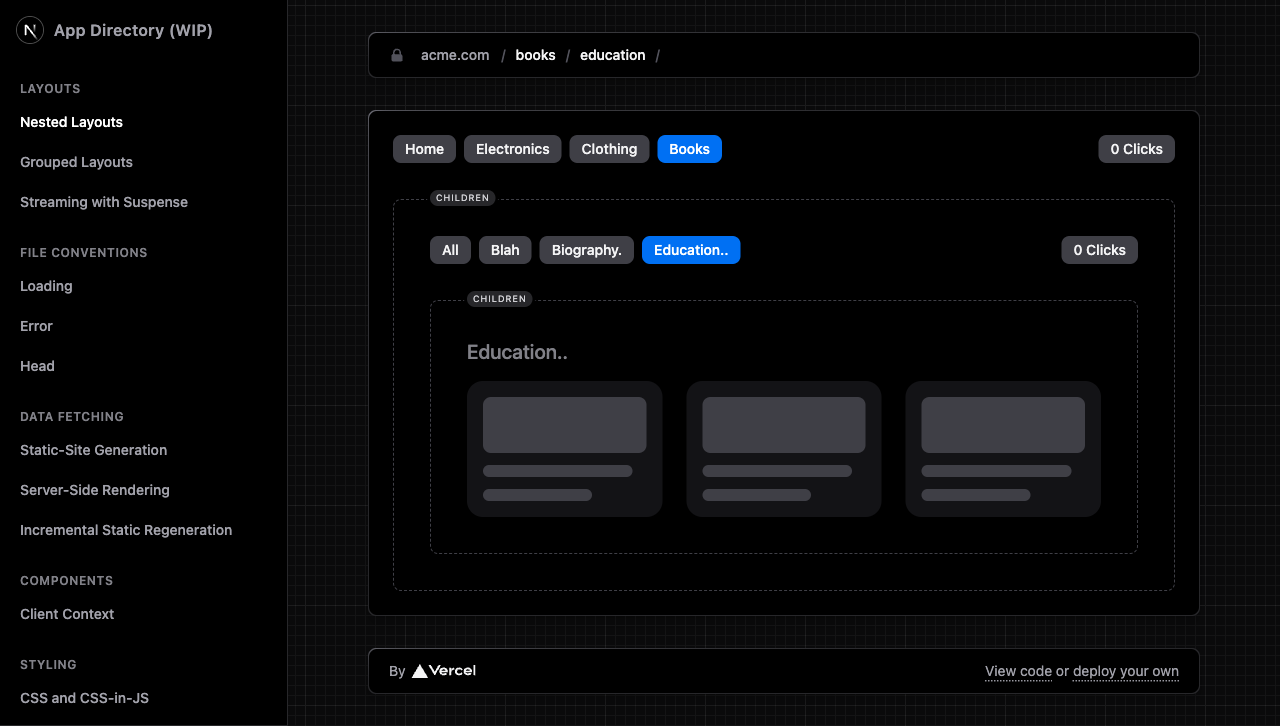 App Directory (WIP)
LAYOUTS
Nested Layouts
Grouped Layouts
Streaming with Suspense
FILE CONVENTIONS
Loading
Error
Head
DATA FETCHING
Static-Site Generation
Server-Side Rendering
Incremental Static Regeneration
COMPONENTS
Client Context
STYLING
CSS and CSS-in-JS
acme.com / books / education /
Home Electronics Clothing Books 0 Clicks
CHILDREN
All Blah Biography. Education.. 0 Clicks
CHILDREN
Education..
By Vercel View code or deploy your own